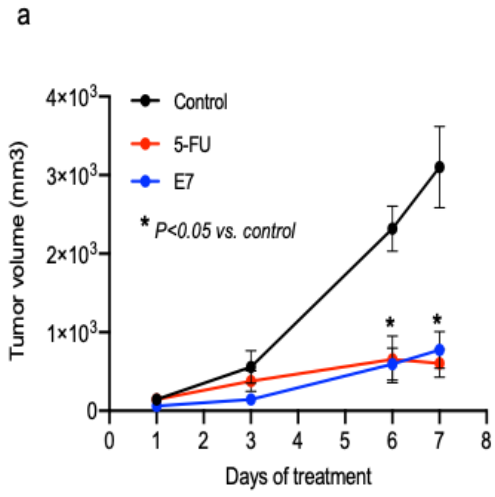 a
Tumor volume (mm3)
4×10³
3×10³
2×10³
1×10³
0
Control
5-FU
E7
* P<0.05 vs. control
* *
0 1 2 3 4 5 6 7 8
Days of treatment